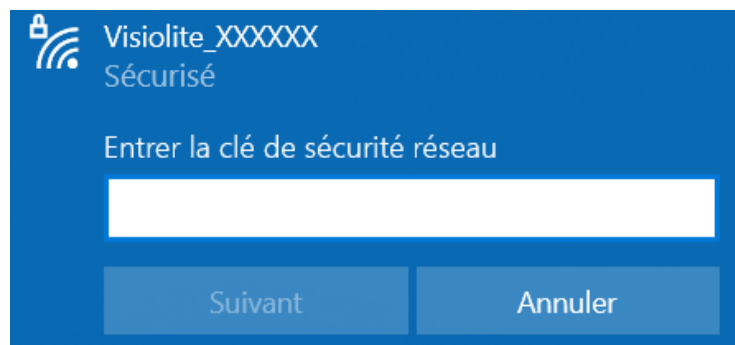 Visiolite_XXXXXX
Sécurisé
Entrer la clé de sécurité réseau
Suivant Annuler